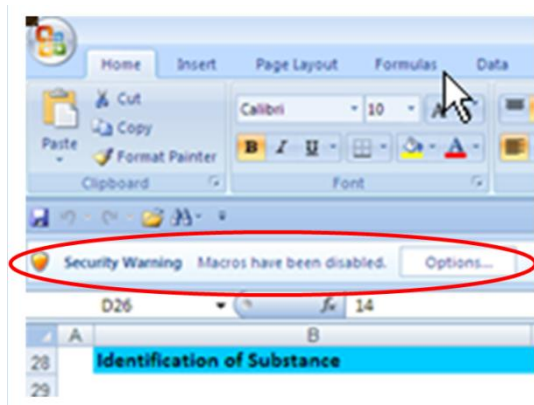 Home Insert Page Layout Formulas Data
Cut
Calibri 10 A
Copy
Paste
Format Painter
B I U A
Clipboard Font
Security Warning Macros have been disabled. Options...
D26 fx 14
A B
28 Identification of Substance
29